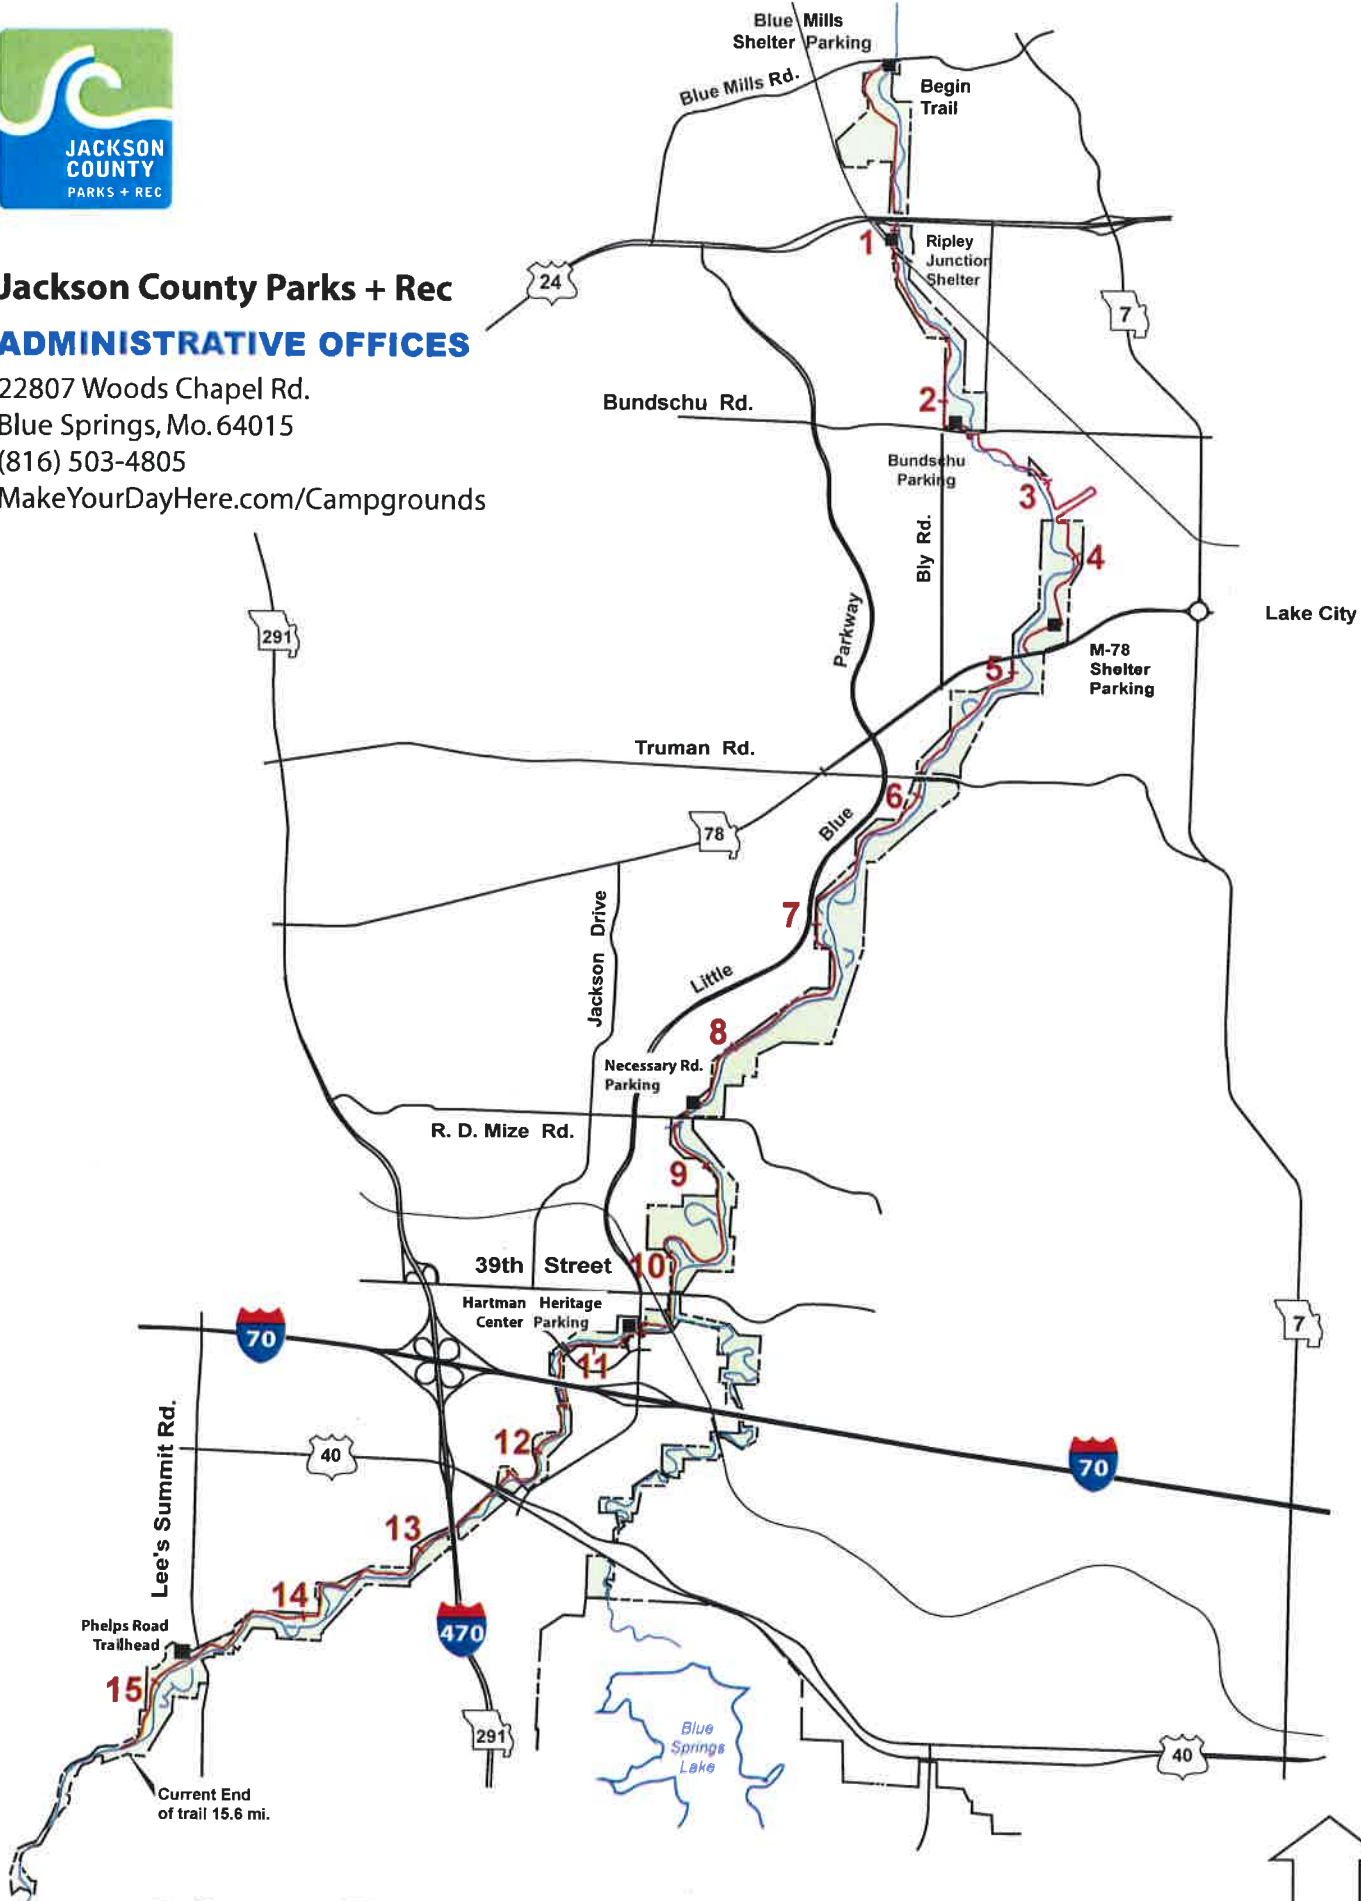 Blue Mills
Shelter Parking
Blue Mills Rd.
Begin
Trail
JACKSON
COUNTY
PARKS + REC
1
Ripley
Junction
Shelter
24
7
Jackson County Parks + Rec
ADMINISTRATIVE OFFICES
22807 Woods Chapel Rd.
Blue Springs, Mo. 64015
(816) 503-4805
MakeYourDayHere.com/Campgrounds
Bundschu Rd.
2
Bundschu
Parking
3
Bly Rd.
4
291
Parkway
Lake City
5
M-78
Shelter
Parking
Truman Rd.
6
78
Blue
7
Jackson Drive
Little
8
Necessary Rd.
Parking
R. D. Mize Rd.
9
39th Street
10
Hartman Heritage
Center Parking
70
11
7
Lee's Summit Rd.
40
12
70
13
14
470
Phelps Road
Trailhead
15
291
Blue
Springs
Lake
40
Current End
of trail 15.6 mi.